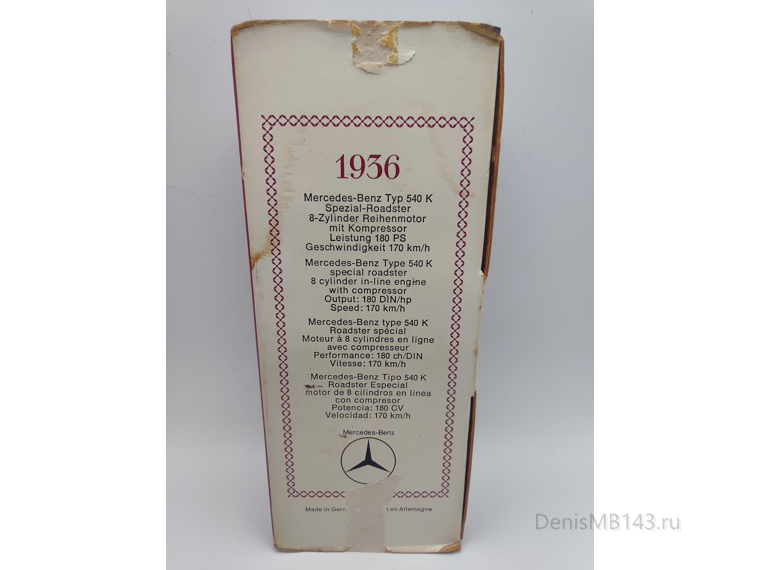 1936
Mercedes-Benz Typ 540 K
Spezial-Roadster
8-Zylinder Reihenmotor
mit Kompressor
Leistung 180 PS
Geschwindigkeit 170 km/h
Mercedes-Benz Type 540 K
special roadster
8 cylinder in-line engine
with compressor
Output: 180 DIN/hp
Speed: 170 km/h
Mercedes-Benz type 540 K
Roadster spécial
Moteur à 8 cylindres en ligne
avec compresseur
Performance: 180 ch/DIN
Vitesse: 170 km/h
Mercedes-Benz Tipo 540 K
Roadster Especial
motor de 8 cilindros en línea
con compresor
Potencia: 180 CV
Velocidad: 170 km/h
Mercedes-Benz
Made in en Allemagne
DenisMB143.ru